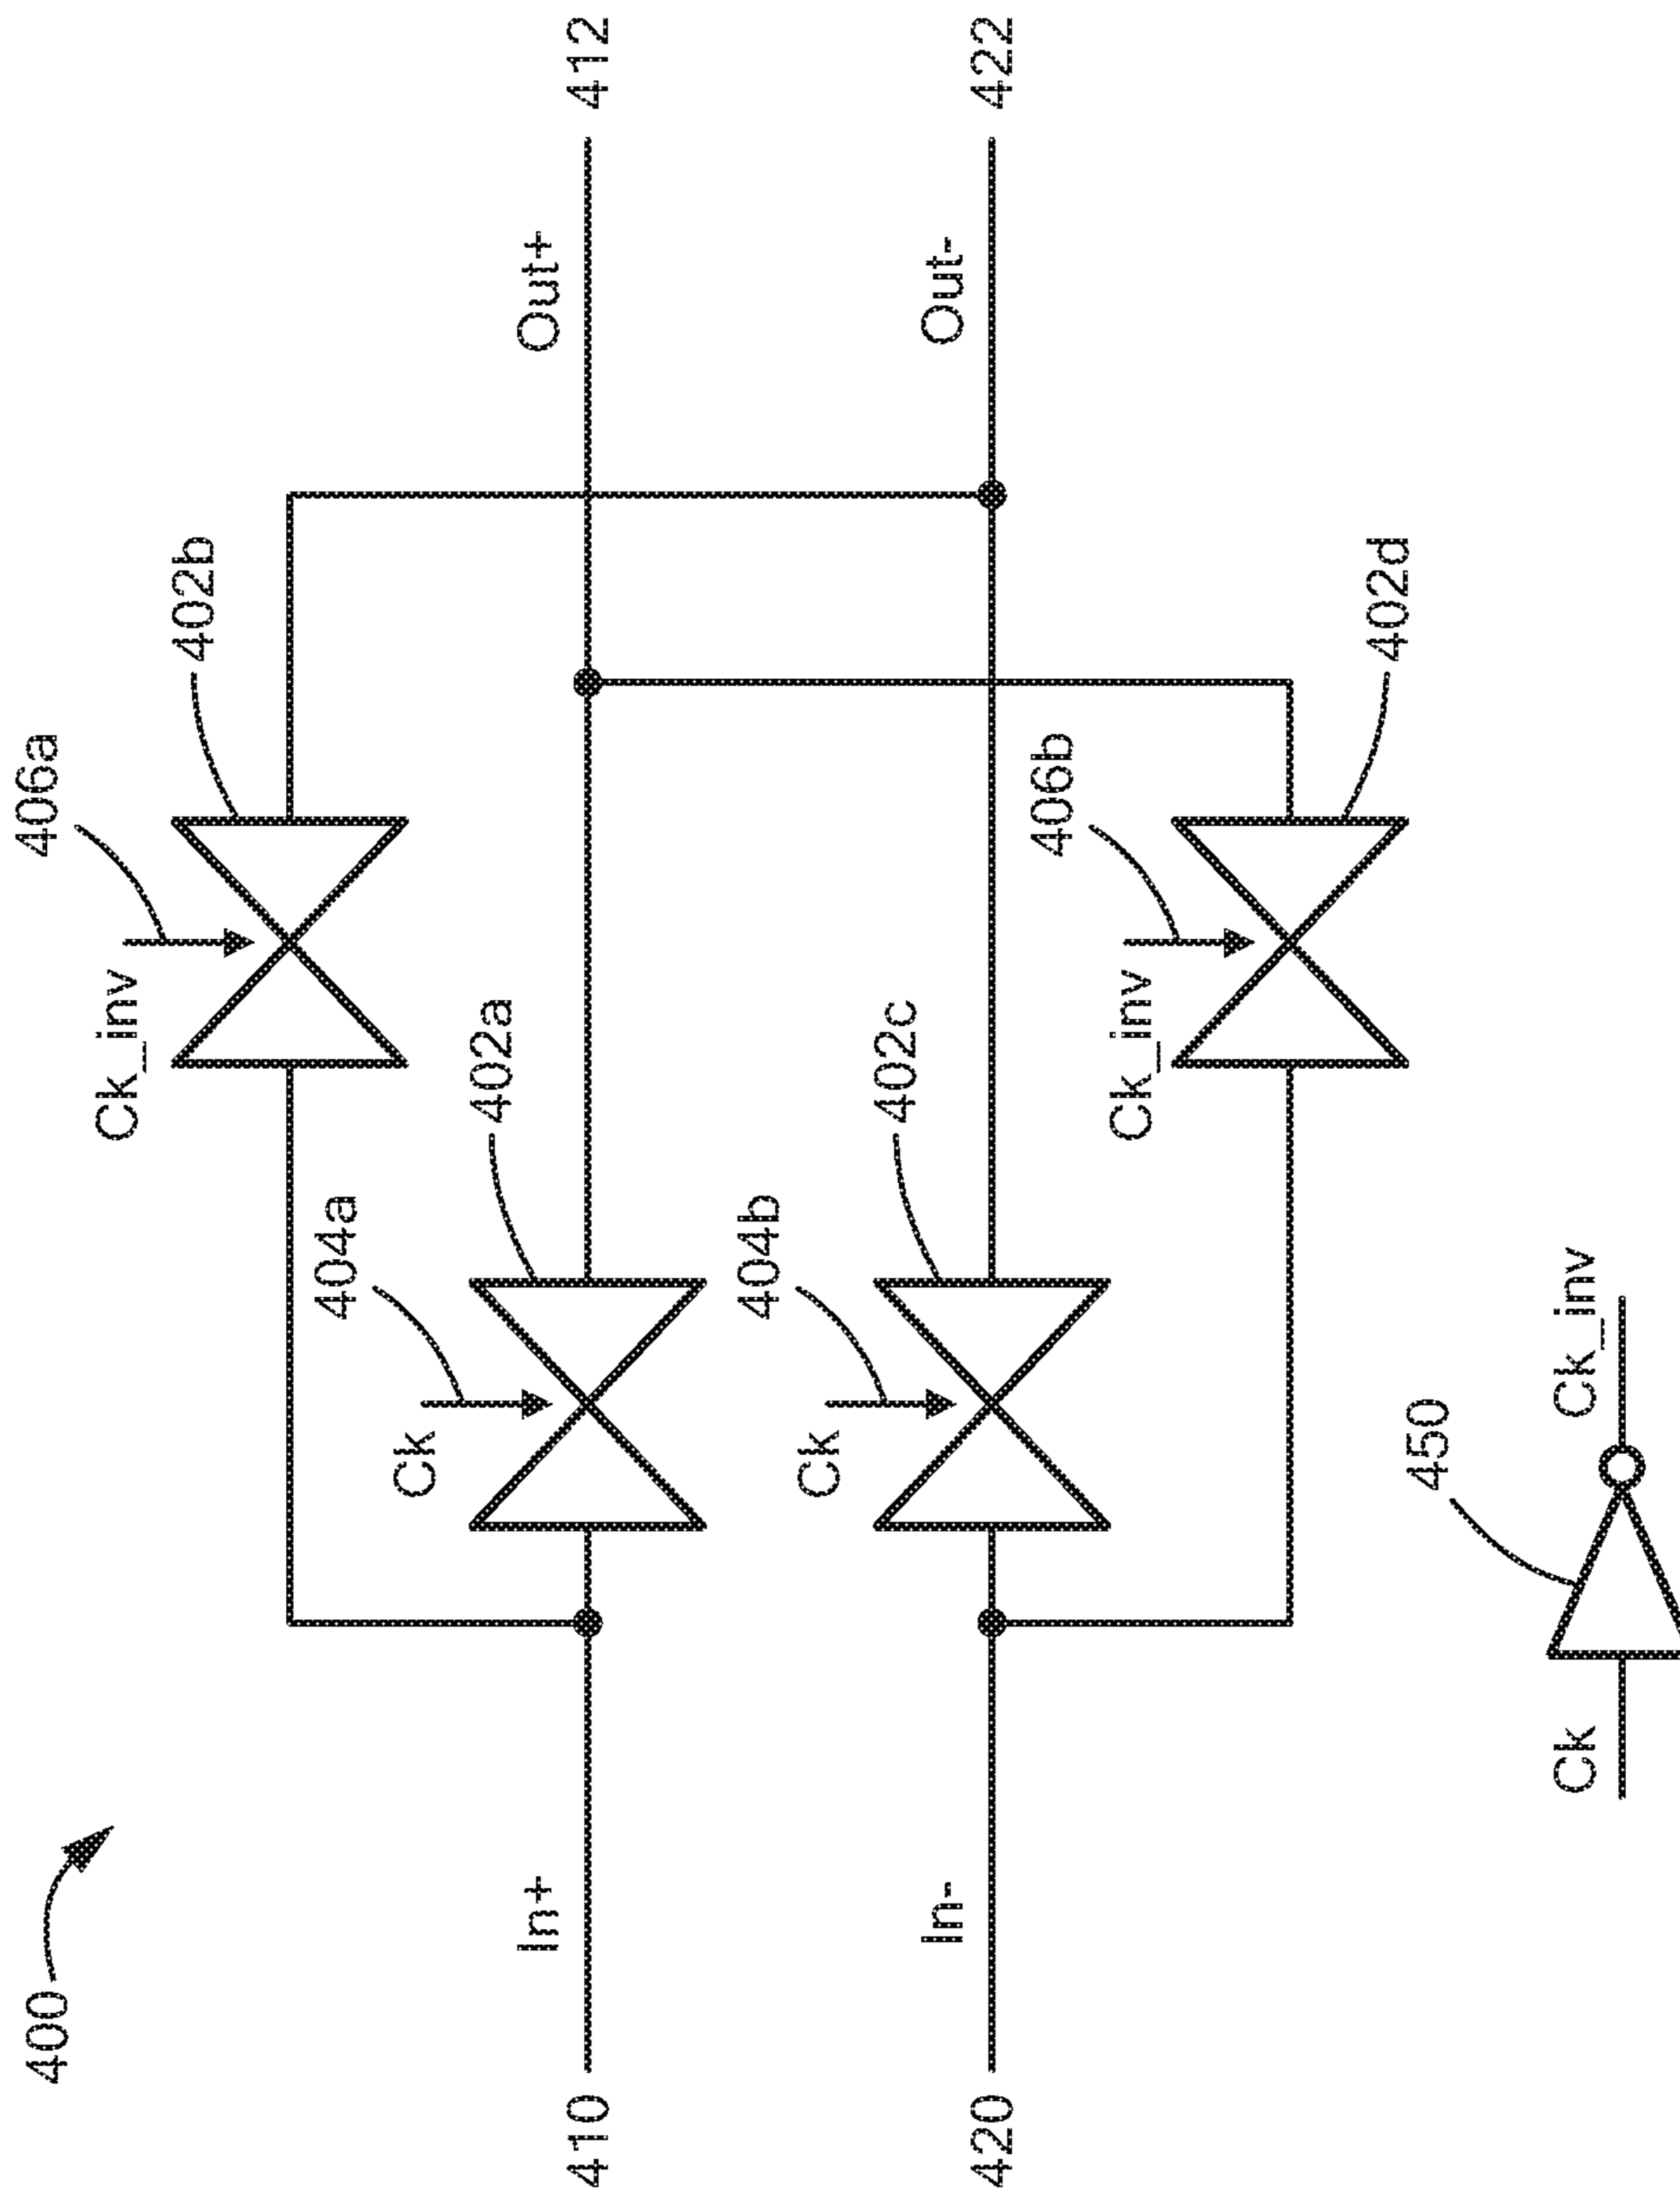 400
406a
Ck_inv
402b
404a
Ck
402a
410
In+
Out+
412
404b
Ck
402c
420
In-
Out-
422
406b
Ck_inv
402d
450
Ck
Ck_inv